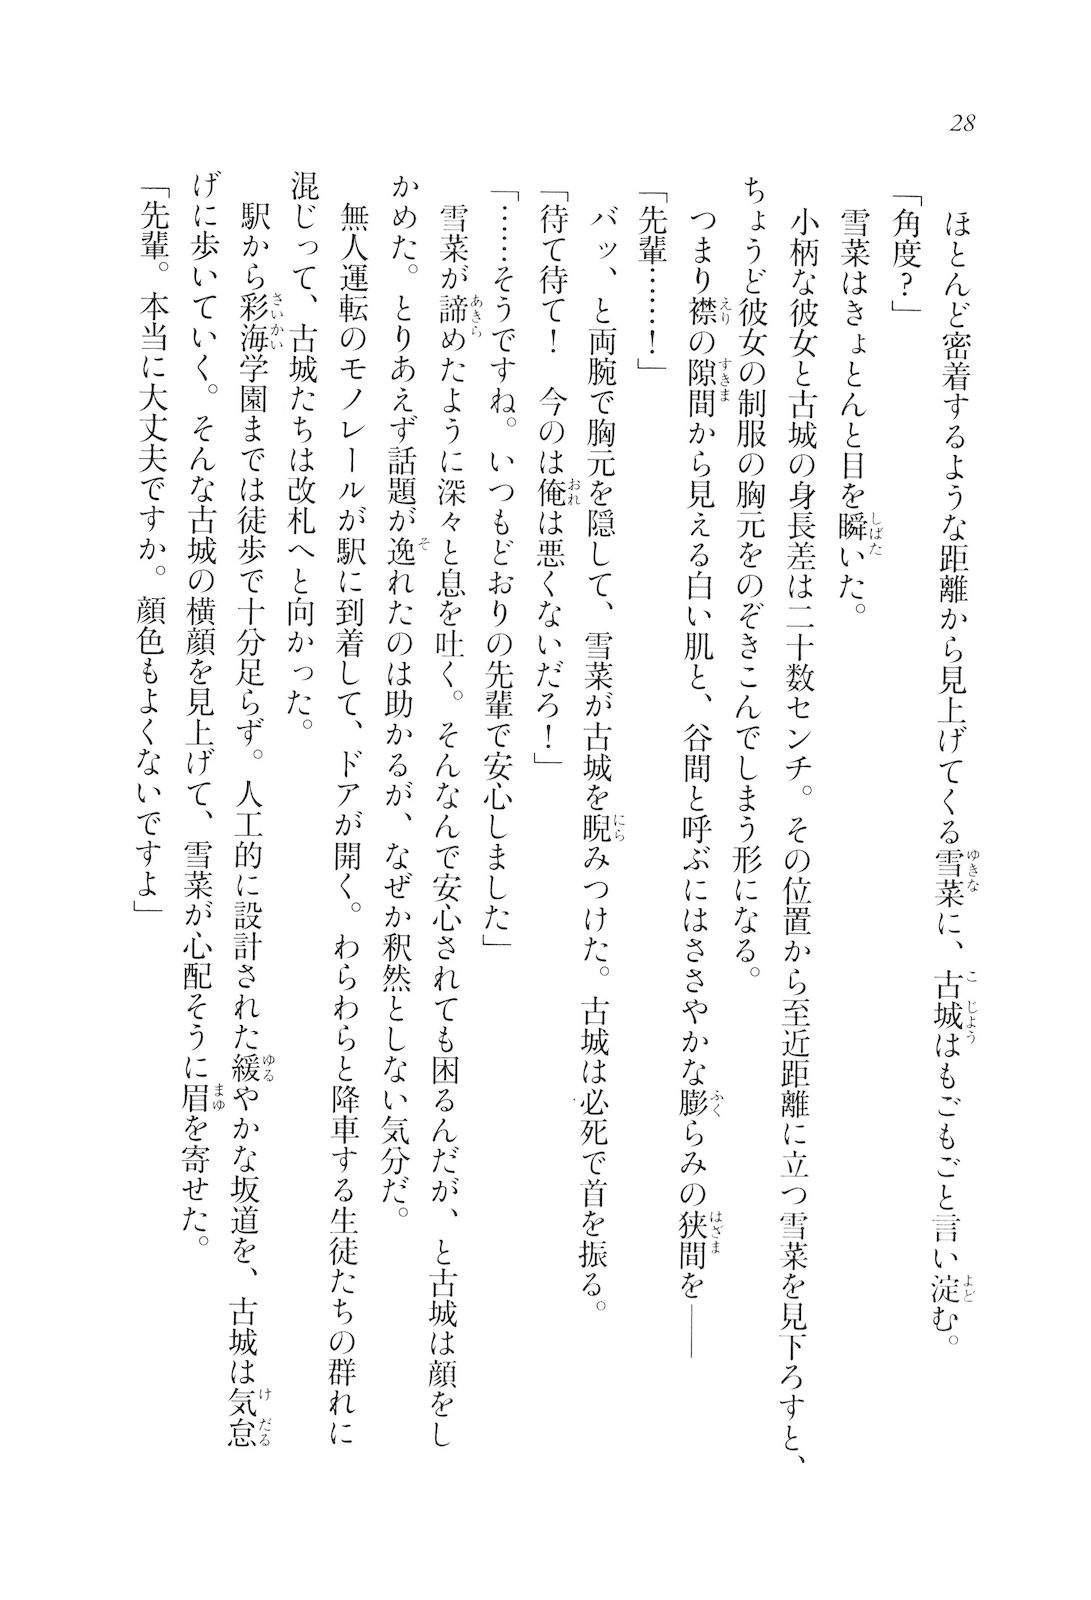 28
ほとんど密着するような距離から見上げてくる雪菜に、古城はもごもごと言い淀む。
「角度？」
雪菜はきょとんと目を瞬いた。
小柄な彼女と古城の身長差は二十数センチ。その位置から至近距離に立つ雪菜を見下ろすと、
ちょうど彼女の制服の胸元をのぞきこんでしまう形になる。
つまり襟の隙間から見える白い肌と、谷間と呼ぶにはささやかな膨らみの狭間を――
「先輩……！」
バッ、と両腕で胸元を隠して、雪菜が古城を睨みつけた。古城は必死で首を振る。
「待て待て！　今のは俺は悪くないだろ！」
「……そうですね。いつもどおりの先輩で安心しました」
雪菜が諦めたように深々と息を吐く。そんなんで安心されても困るんだが、と古城は顔をし
かめた。とりあえず話題が逸れたのは助かるが、なぜか釈然としない気分だ。
無人運転のモノレールが駅に到着して、ドアが開く。わらわらと降車する生徒たちの群れに
混じって、古城たちは改札へと向かった。
駅から彩海学園までは徒歩で十分足らず。人工的に設計された緩やかな坂道を、古城は気怠
げに歩いていく。そんな古城の横顔を見上げて、雪菜が心配そうに眉を寄せた。
「先輩。本当に大丈夫ですか。顔色もよくないですよ」